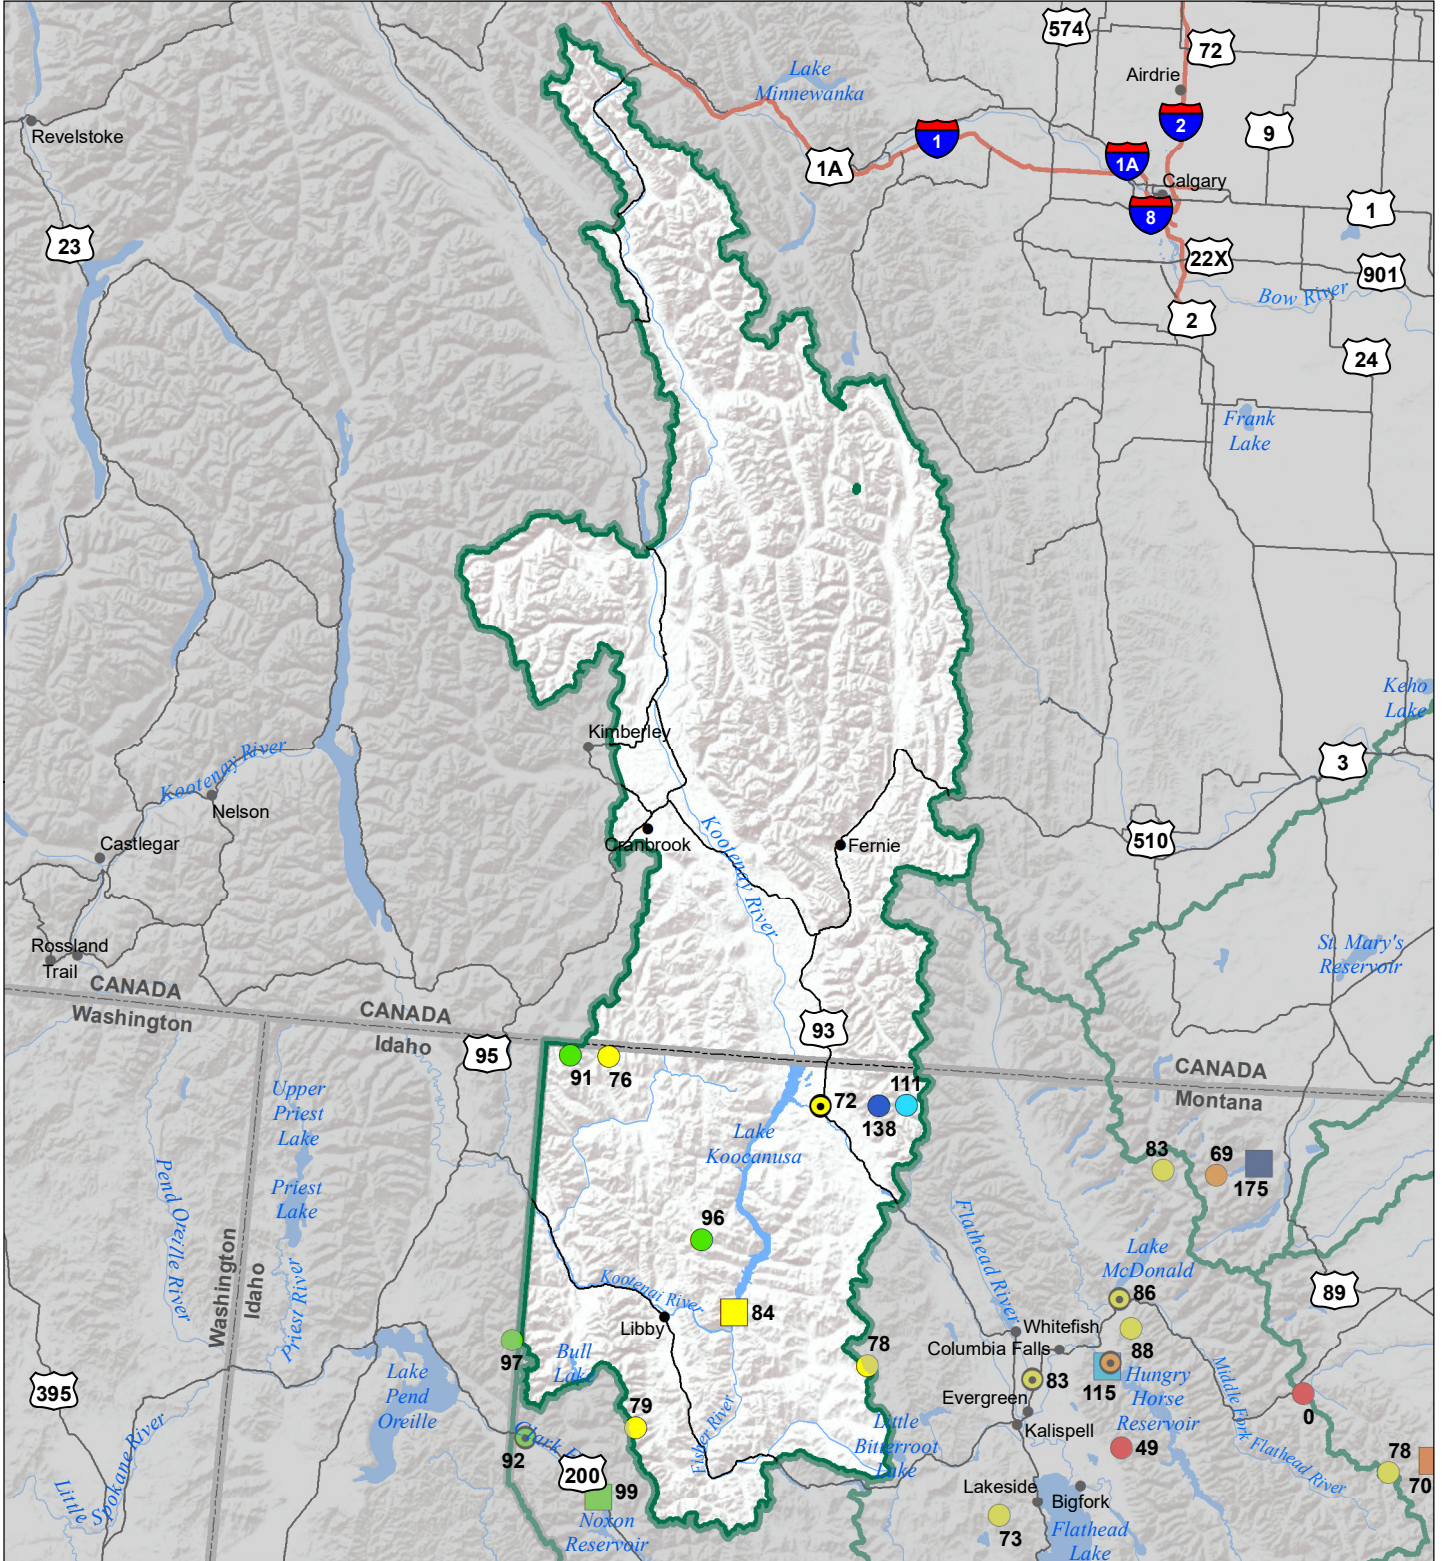 574
72
Airdrie
Lake
Minnewanka
2
9
Revelstoke
1
1A
1A
Calgary
8
1
23
22X
901
Bow River
2
24
Frank
Lake
Keho
Lake
Kimberley
3
Kootenay River
Nelson
Castlegar
Kootenay River
Cranbrook
Fernie
510
Rossland
Trail
St. Mary's
Reservoir
CANADA
Washington
CANADA
Idaho
95
93
91
76
CANADA
Montana
111
72
138
Upper
Priest
Lake
Lake
Koocanusa
83
69
175
Pend Oreille River
Priest
Lake
Flathead River
96
Washington
Idaho
Priest River
Lake
McDonald
Kootenai River
84
86
89
Libby
Whitefish
88
Columbia Falls
97
Bull
Lake
78
Lake
Pend
Oreille
395
83
115
Hungry
Horse
Reservoir
Middle Fork Flathead River
0
Evergreen
79
Kalispell
Fisher River
Little
Bitterroot
Lake
49
Clark F
92
200
78
70
99
Lakeside
Bigfork
Little
Spokane River
Noxon
Reservoir
73
Flathead
Lake